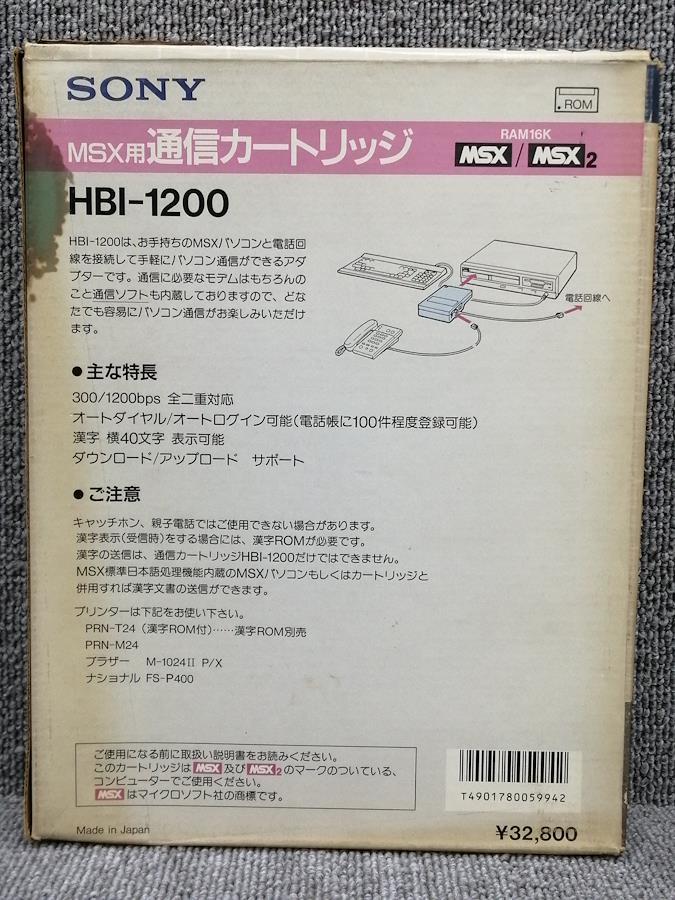 SONY
.ROM
MSX用通信カートリッジ
RAM16K
MSX / MSX2
HBI-1200
HBI-1200は、お手持ちのMSXパソコンと電話回
線を接続して手軽にパソコン通信ができるアダ
プターです。通信に必要なモデムはもちろんの
こと通信ソフトも内蔵しておりますので、どな
たでも容易にパソコン通信がお楽しみいただけ
ます。
電話回線へ
●主な特長
300/1200bps 全二重対応
オートダイヤル/オートログイン可能(電話帳に100件程度登録可能)
漢字 横40文字 表示可能
ダウンロード/アップロード サポート
●ご注意
キャッチホン、親子電話ではご使用できない場合があります。
漢字表示(受信時)をする場合には、漢字ROMが必要です。
漢字の送信は、通信カートリッジHBI-1200だけではできません。
MSX標準日本語処理機能内蔵のMSXパソコンもしくはカートリッジと
併用すれば漢字文書の送信ができます。
プリンターは下記をお使い下さい。
PRN-T24(漢字ROM付)……漢字ROM別売
PRN-M24
ブラザー M-1024II P/X
ナショナル FS-P400
ご使用になる前に取扱い説明書をお読みください。
このカートリッジは MSX 及び MSX2 のマークのついている、
コンピューターでご使用ください。
MSX はマイクロソフト社の商標です。
T4901780059942
Made in Japan
¥32,800